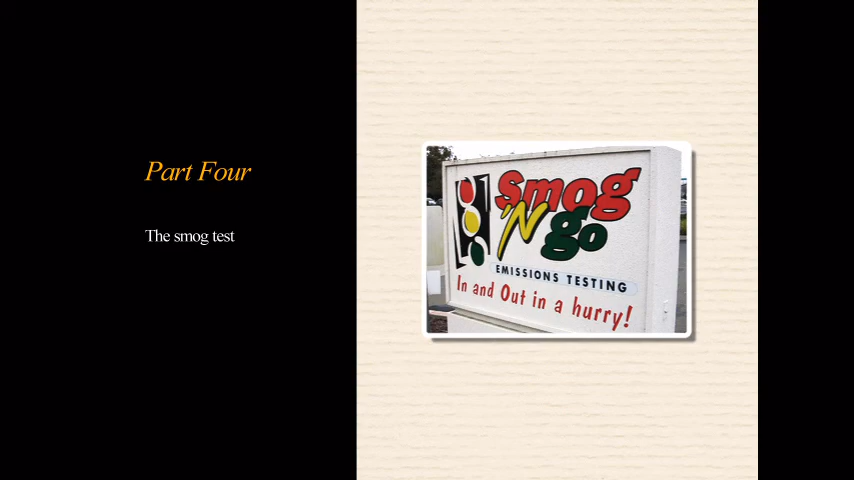 Part Four
The smog test
Smog
'N go
EMISSIONS TESTING
In and Out in a hurry!